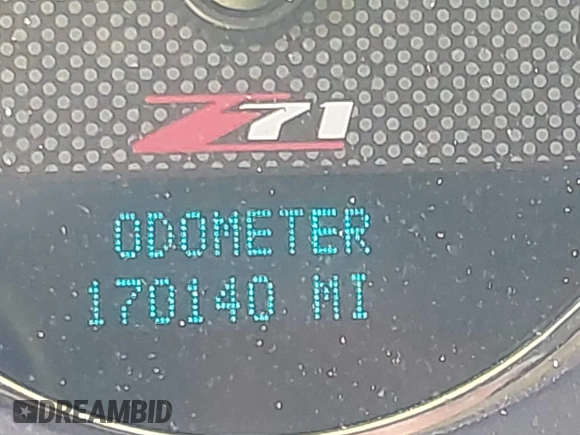 Z71
ODOMETER
170140 MI
DREAMBID